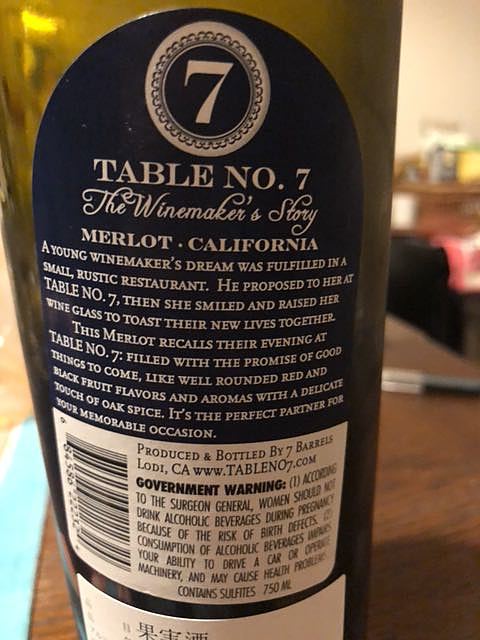 7
TABLE NO. 7
The Winemaker's Story
MERLOT · CALIFORNIA
A YOUNG WINEMAKER'S DREAM WAS FULFILLED IN A
SMALL, RUSTIC RESTAURANT. HE PROPOSED TO HER AT
TABLE NO. 7, THEN SHE SMILED AND RAISED HER
WINE GLASS TO TOAST THEIR NEW LIVES TOGETHER.
THIS MERLOT RECALLS THEIR EVENING AT
TABLE NO. 7: FILLED WITH THE PROMISE OF GOOD
THINGS TO COME, LIKE WELL ROUNDED RED AND
BLACK FRUIT FLAVORS AND AROMAS WITH A DELICATE
TOUCH OF OAK SPICE. IT'S THE PERFECT PARTNER FOR
YOUR MEMORABLE OCCASION.
PRODUCED & BOTTLED BY 7 BARRELS
LODI, CA WWW.TABLENO7.COM
GOVERNMENT WARNING: (1) ACCORDING
TO THE SURGEON GENERAL, WOMEN SHOULD NOT
DRINK ALCOHOLIC BEVERAGES DURING PREGNANCY
BECAUSE OF THE RISK OF BIRTH DEFECTS. (2)
CONSUMPTION OF ALCOHOLIC BEVERAGES IMPAIRS
YOUR ABILITY TO DRIVE A CAR OR OPERATE
MACHINERY, AND MAY CAUSE HEALTH PROBLEMS.
CONTAINS SULFITES 750 ML
果実酒